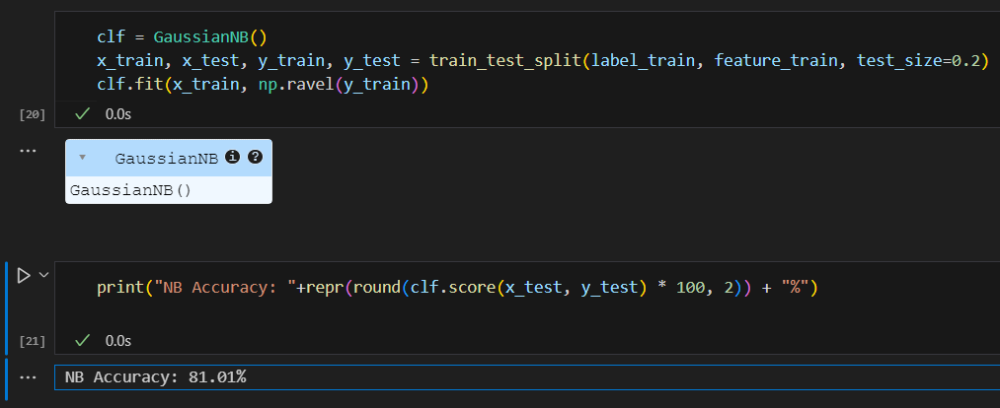 clf = GaussianNB()
x_train, x_test, y_train, y_test = train_test_split(label_train, feature_train, test_size=0.2)
clf.fit(x_train, np.ravel(y_train))
[20]
0.0s
...
GaussianNB i ?
GaussianNB()
print("NB Accuracy: "+repr(round(clf.score(x_test, y_test) * 100, 2)) + "%")
[21]
0.0s
...
NB Accuracy: 81.01%